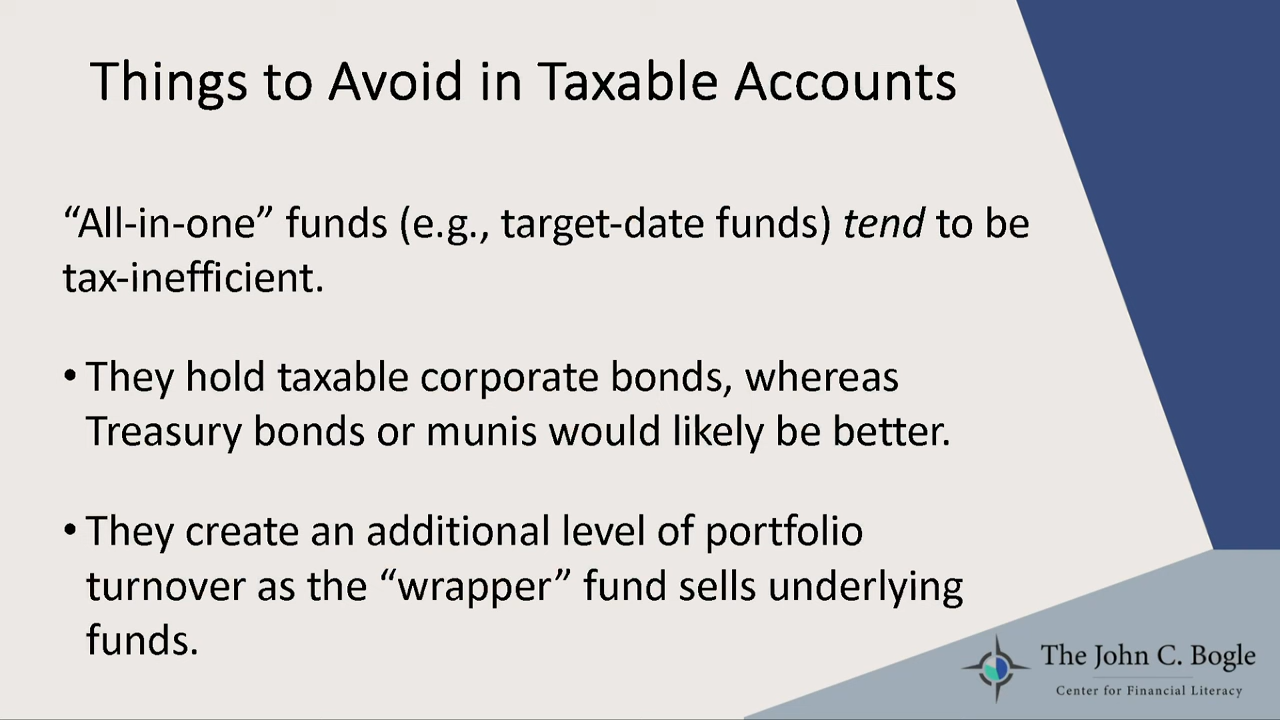 Things to Avoid in Taxable Accounts
“All-in-one” funds (e.g., target-date funds) tend to be
tax-inefficient.
• They hold taxable corporate bonds, whereas
Treasury bonds or munis would likely be better.
• They create an additional level of portfolio
turnover as the “wrapper” fund sells underlying
funds.
The John C. Bogle
Center for Financial Literacy